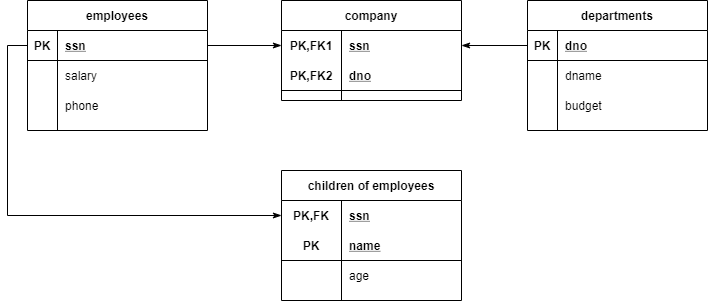 employees
PK ssn
salary
phone
company
PK,FK1 ssn
PK,FK2 dno
departments
PK dno
dname
budget
children of employees
PK,FK ssn
PK name
age